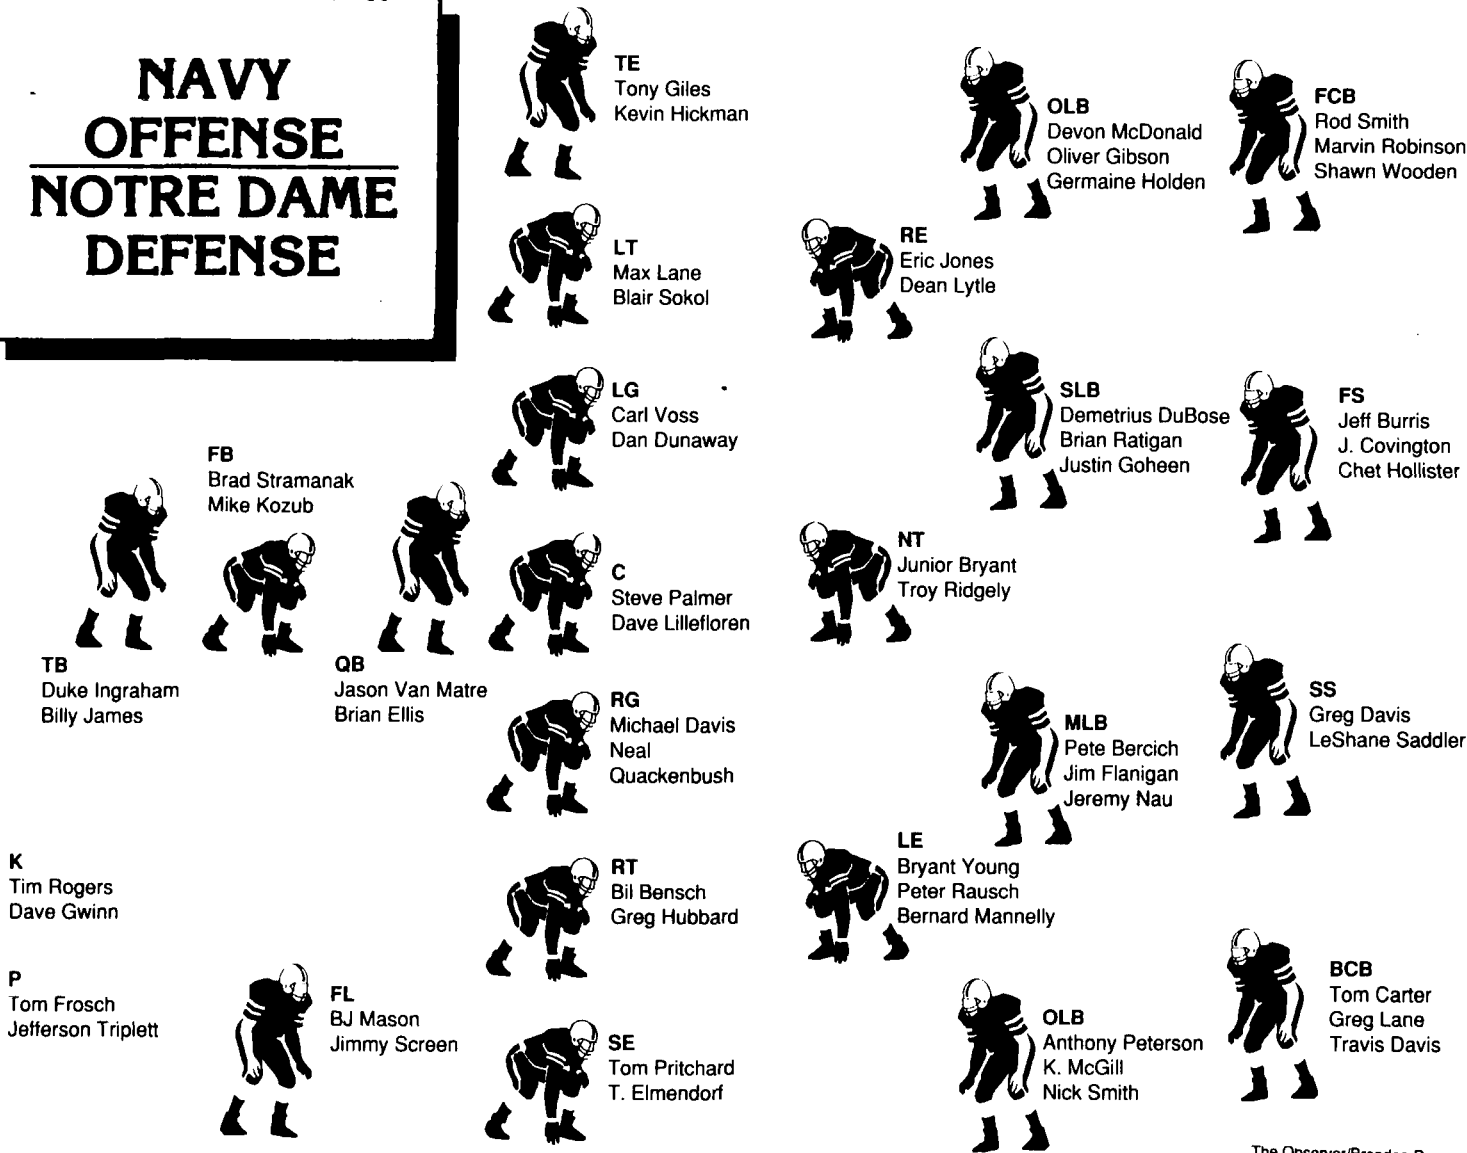 NAVY
OFFENSE
NOTRE DAME
DEFENSE
TE
Tony Giles
Kevin Hickman
LT
Max Lane
Blair Sokol
LG
Carl Voss
Dan Dunaway
FB
Brad Stramanak
Mike Kozub
C
Steve Palmer
Dave Lillefloren
TB
Duke Ingraham
Billy James
QB
Jason Van Matre
Brian Ellis
RG
Michael Davis
Neal
Quackenbush
K
Tim Rogers
Dave Gwinn
RT
Bil Bensch
Greg Hubbard
P
Tom Frosch
Jefferson Triplett
FL
BJ Mason
Jimmy Screen
SE
Tom Pritchard
T. Elmendorf
OLB
Devon McDonald
Oliver Gibson
Germaine Holden
FCB
Rod Smith
Marvin Robinson
Shawn Wooden
RE
Eric Jones
Dean Lytle
SLB
Demetrius DuBose
Brian Ratigan
Justin Goheen
FS
Jeff Burris
J. Covington
Chet Hollister
NT
Junior Bryant
Troy Ridgely
MLB
Pete Bercich
Jim Flanigan
Jeremy Nau
SS
Greg Davis
LeShane Saddler
LE
Bryant Young
Peter Rausch
Bernard Mannelly
OLB
Anthony Peterson
K. McGill
Nick Smith
BCB
Tom Carter
Greg Lane
Travis Davis
The Observer/Brendan